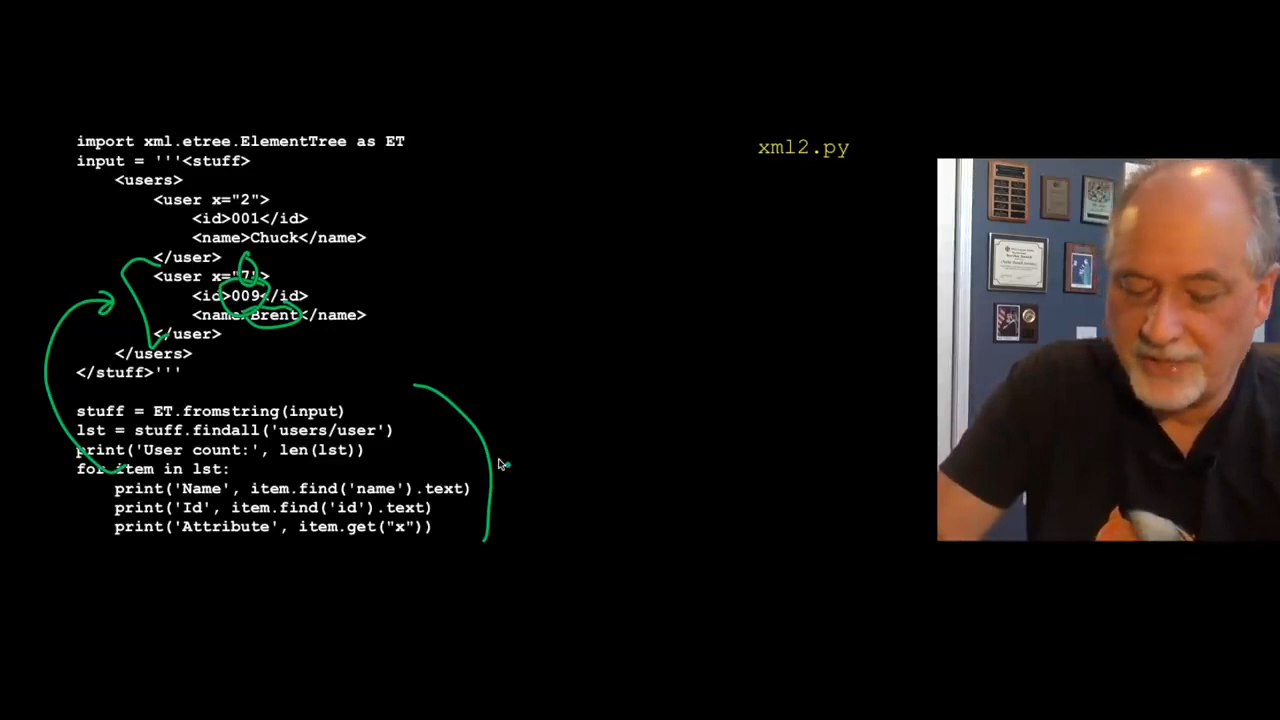 import xml.etree.ElementTree as ET
input = '''<stuff>
    <users>
        <user x="2">
            <id>001</id>
            <name>Chuck</name>
        </user>
        <user x="7">
            <id>009</id>
            <name>Brent</name>
        </user>
    </users>
</stuff>'''
stuff = ET.fromstring(input)
lst = stuff.findall('users/user')
print('User count:', len(lst))
for item in lst:
    print('Name', item.find('name').text)
    print('Id', item.find('id').text)
    print('Attribute', item.get("x"))
xml2.py